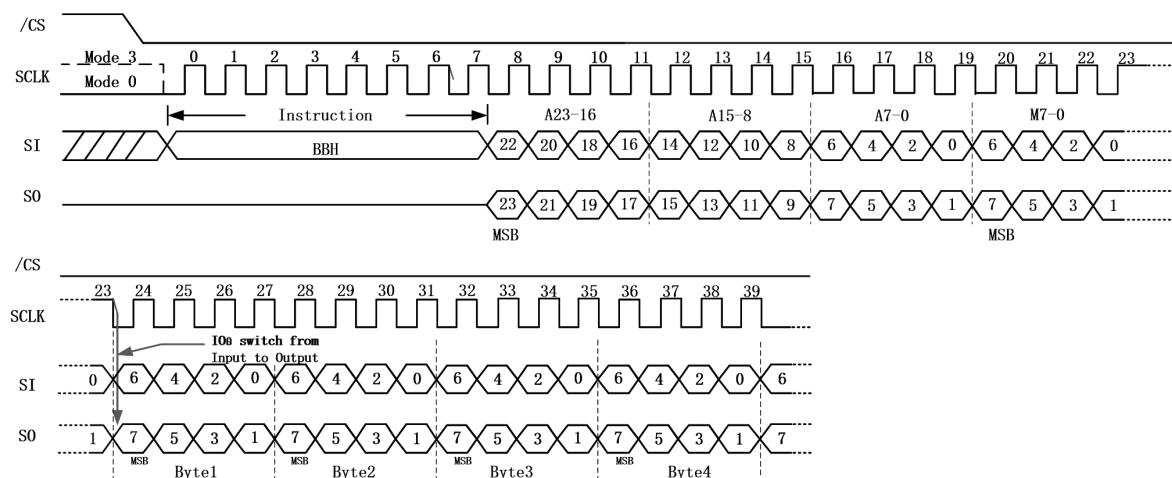 /CS
Mode 3 0 1 2 3 4 5 6 7 8 9 10 11 12 13 14 15 16 17 18 19 20 21 22 23
SCLK
Mode 0
Instruction A23-16 A15-8 A7-0 M7-0
SI BBH 22 20 18 16 14 12 10 8 6 4 2 0 6 4 2 0
SO 23 21 19 17 15 13 11 9 7 5 3 1 7 5 3 1
MSB MSB
/CS
23 24 25 26 27 28 29 30 31 32 33 34 35 36 37 38 39
SCLK
IO0 switch from
Input to Output
SI 0 6 4 2 0 6 4 2 0 6 4 2 0 6 4 2 0 6
SO 1 7 5 3 1 7 5 3 1 7 5 3 1 7 5 3 1 7
MSB MSB MSB MSB
Byte1 Byte2 Byte3 Byte4